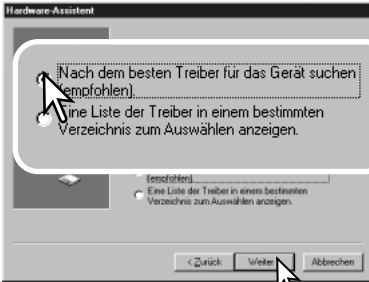 Hardware-Assistent
Nach dem besten Treiber für das Gerät suchen
(empfohlen).
Eine Liste der Treiber in einem bestimmten
Verzeichnis zum Auswählen anzeigen.
(empfohlen).
Eine Liste der Treiber in einem bestimmten
Verzeichnis zum Auswählen anzeigen.
< Zurück
Weiter
Abbrechen